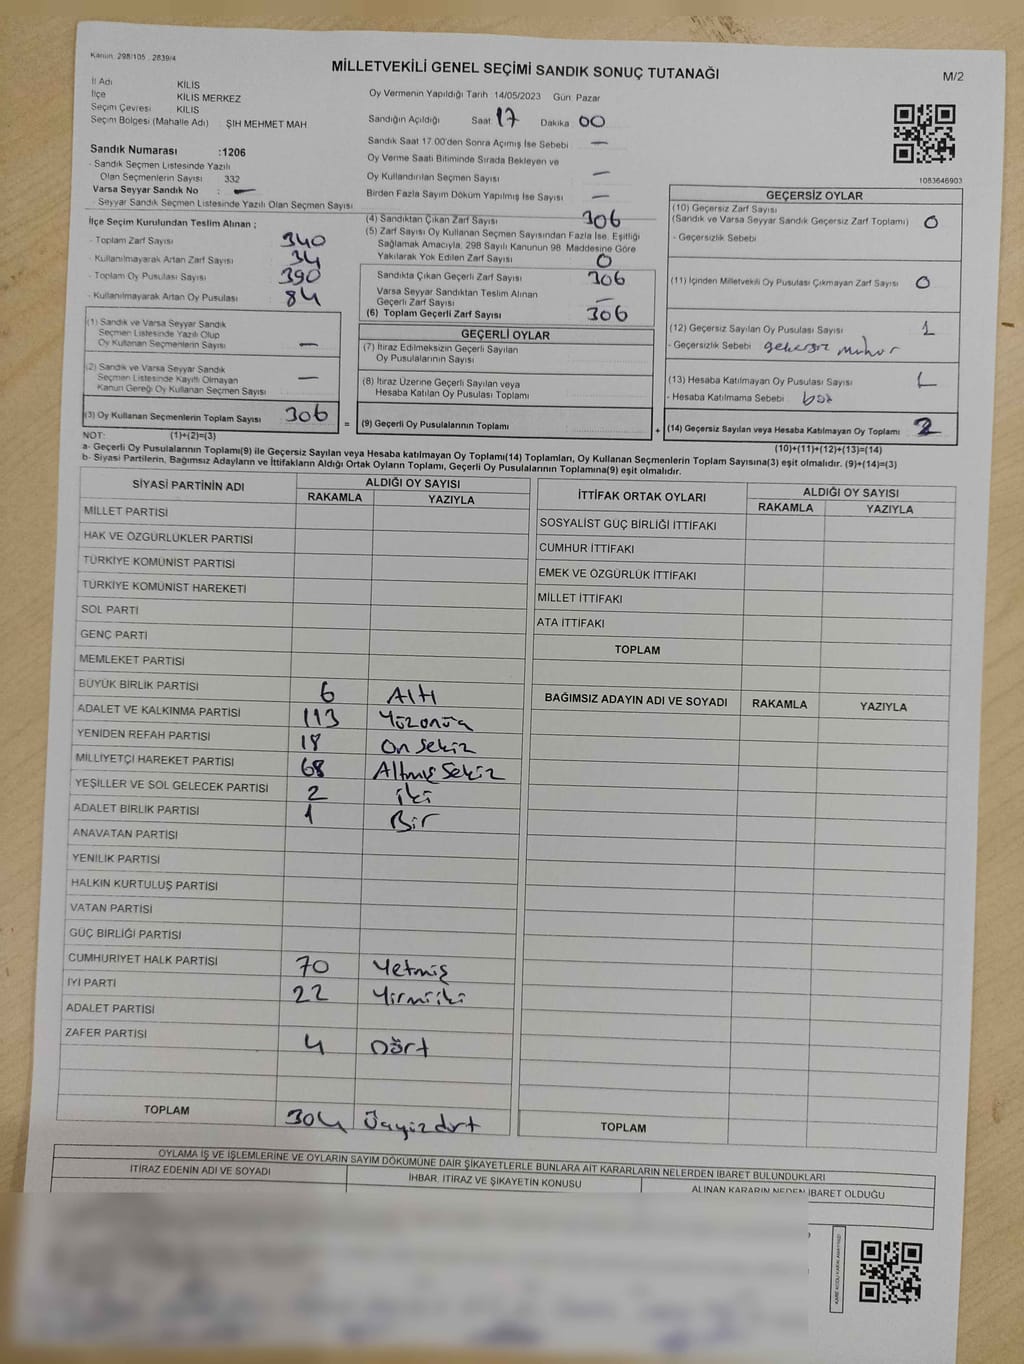 Kanun: 298/105 , 2839/4
MİLLETVEKİLİ GENEL SEÇİMİ SANDIK SONUÇ TUTANAĞI
M/2
İl Adı KİLİS
İlçe KİLİS MERKEZ
Seçim Çevresi KİLİS
Seçim Bölgesi (Mahalle Adı) : ŞIH MEHMET MAH
Sandık Numarası :1206
- Sandık Seçmen Listesinde Yazılı
Olan Seçmenlerin Sayısı 332
Varsa Seyyar Sandık No : —
- Seyyar Sandık Seçmen Listesinde Yazılı Olan Seçmen Sayısı
Oy Vermenin Yapıldığı Tarih 14/05/2023 Gün: Pazar
Sandığın Açıldığı Saat 17 Dakika 00
Sandık Saat 17.00'den Sonra Açımış İse Sebebi —
Oy Verme Saati Bitiminde Sırada Bekleyen ve
Oy Kullandırılan Seçmen Sayısı —
Birden Fazla Sayım Döküm Yapılmış İse Sayısı —
1083646903
İlçe Seçim Kurulundan Teslim Alınan ;
- Toplam Zarf Sayısı 340
- Kullanılmayarak Artan Zarf Sayısı 34
- Toplam Oy Pusulası Sayısı 390
- Kullanılmayarak Artan Oy Pusulası 84
(1) Sandık ve Varsa Seyyar Sandık
Seçmen Listesinde Yazılı Olup
Oy Kullanan Seçmenlerin Sayısı —
(2) Sandık ve Varsa Seyyar Sandık
Seçmen Listesinde Kayıtlı Olmayan
Kanun Gereği Oy Kullanan Seçmen Sayısı —
(3) Oy Kullanan Seçmenlerin Toplam Sayısı 306
(4) Sandıktan Çıkan Zarf Sayısı 306
(5) Zarf Sayısı Oy Kullanan Seçmen Sayısından Fazla İse, Eşitliği
Sağlamak Amacıyla, 298 Sayılı Kanunun 98. Maddesine Göre
Yakılarak Yok Edilen Zarf Sayısı 0
Sandıkta Çıkan Geçerli Zarf Sayısı 306
Varsa Seyyar Sandıktan Teslim Alınan
Geçerli Zarf Sayısı —
(6) Toplam Geçerli Zarf Sayısı 306
GEÇERLİ OYLAR
(7) İtiraz Edilmeksizin Geçerli Sayılan
Oy Pusulalarının Sayısı
(8) İtiraz Üzerine Geçerli Sayılan veya
Hesaba Katılan Oy Pusulası Toplamı
= (9) Geçerli Oy Pusulalarının Toplamı
GEÇERSİZ OYLAR
(10) Geçersiz Zarf Sayısı
(Sandık ve Varsa Seyyar Sandık Geçersiz Zarf Toplamı) 0
- Geçersizlik Sebebi
(11) İçinden Milletvekili Oy Pusulası Çıkmayan Zarf Sayısı 0
(12) Geçersiz Sayılan Oy Pusulası Sayısı 1
- Geçersizlik Sebebi gekersiz muhur
(13) Hesaba Katılmayan Oy Pusulası Sayısı 1
- Hesaba Katılmama Sebebi boş
+ (14) Geçersiz Sayılan veya Hesaba Katılmayan Oy Toplamı 2
NOT: (1)+(2)=(3)
(10)+(11)+(12)+(13)=(14)
a- Geçerli Oy Pusulalarının Toplamı(9) ile Geçersiz Sayılan veya Hesaba Katılmayan Oy Toplamı(14) Toplamları, Oy Kullanan Seçmenlerin Toplam Sayısına(3) eşit olmalıdır. (9)+(14)=(3)
b- Siyasi Partilerin, Bağımsız Adayların ve İttifakların Aldığı Ortak Oyların Toplamı, Geçerli Oy Pusulalarının Toplamına(9) eşit olmalıdır.
SİYASİ PARTİNİN ADI ALDIĞI OY SAYISI
RAKAMLA YAZIYLA
MİLLET PARTİSİ
HAK VE ÖZGÜRLÜKLER PARTİSİ
TÜRKİYE KOMÜNİST PARTİSİ
TÜRKİYE KOMÜNİST HAREKETİ
SOL PARTİ
GENÇ PARTİ
MEMLEKET PARTİSİ
BÜYÜK BİRLİK PARTİSİ 6 Altı
ADALET VE KALKINMA PARTİSİ 113 Yüzonüç
YENİDEN REFAH PARTİSİ 18 On sekiz
MİLLİYETÇİ HAREKET PARTİSİ 68 Altmış Sekiz
YEŞİLLER VE SOL GELECEK PARTİSİ 2 iki
ADALET BİRLİK PARTİSİ 1 Bir
ANAVATAN PARTİSİ
YENİLİK PARTİSİ
HALKIN KURTULUŞ PARTİSİ
VATAN PARTİSİ
GÜÇ BİRLİĞİ PARTİSİ
CUMHURİYET HALK PARTİSİ 70 Yetmiş
İYİ PARTİ 22 Yirmiiki
ADALET PARTİSİ
ZAFER PARTİSİ 4 Dört
TOPLAM 304 Üçyüzdört
İTTİFAK ORTAK OYLARI ALDIĞI OY SAYISI
RAKAMLA YAZIYLA
SOSYALİST GÜÇ BİRLİĞİ İTTİFAKI
CUMHUR İTTİFAKI
EMEK VE ÖZGÜRLÜK İTTİFAKI
MİLLET İTTİFAKI
ATA İTTİFAKI
TOPLAM
BAĞIMSIZ ADAYIN ADI VE SOYADI RAKAMLA YAZIYLA
TOPLAM
OYLAMA İŞ VE İŞLEMLERİNE VE OYLARIN SAYIM DÖKÜMÜNE DAİR ŞİKAYETLERLE BUNLARA AİT KARARLARIN NELERDEN İBARET BULUNDUKLARI
İTİRAZ EDENİN ADI VE SOYADI İHBAR, İTİRAZ VE ŞİKAYETİN KONUSU ALINAN KARARIN NEDEN İBARET OLDUĞU